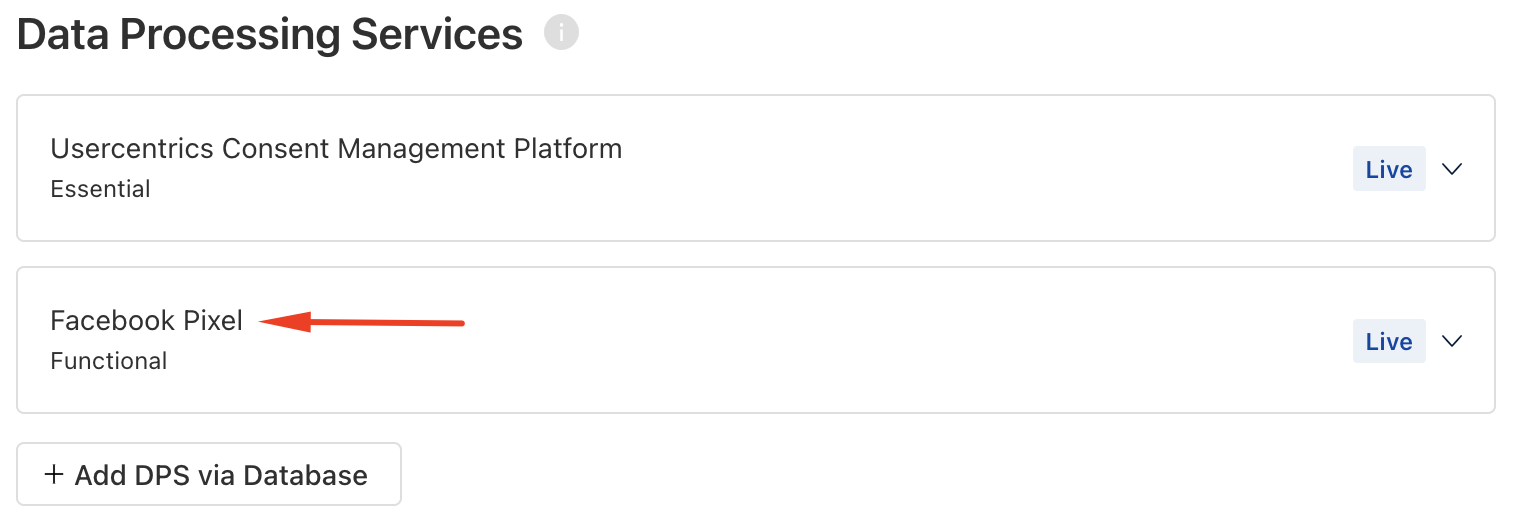 Data Processing Services
Usercentrics Consent Management Platform
Essential
Live
Facebook Pixel
Functional
Live
+ Add DPS via Database